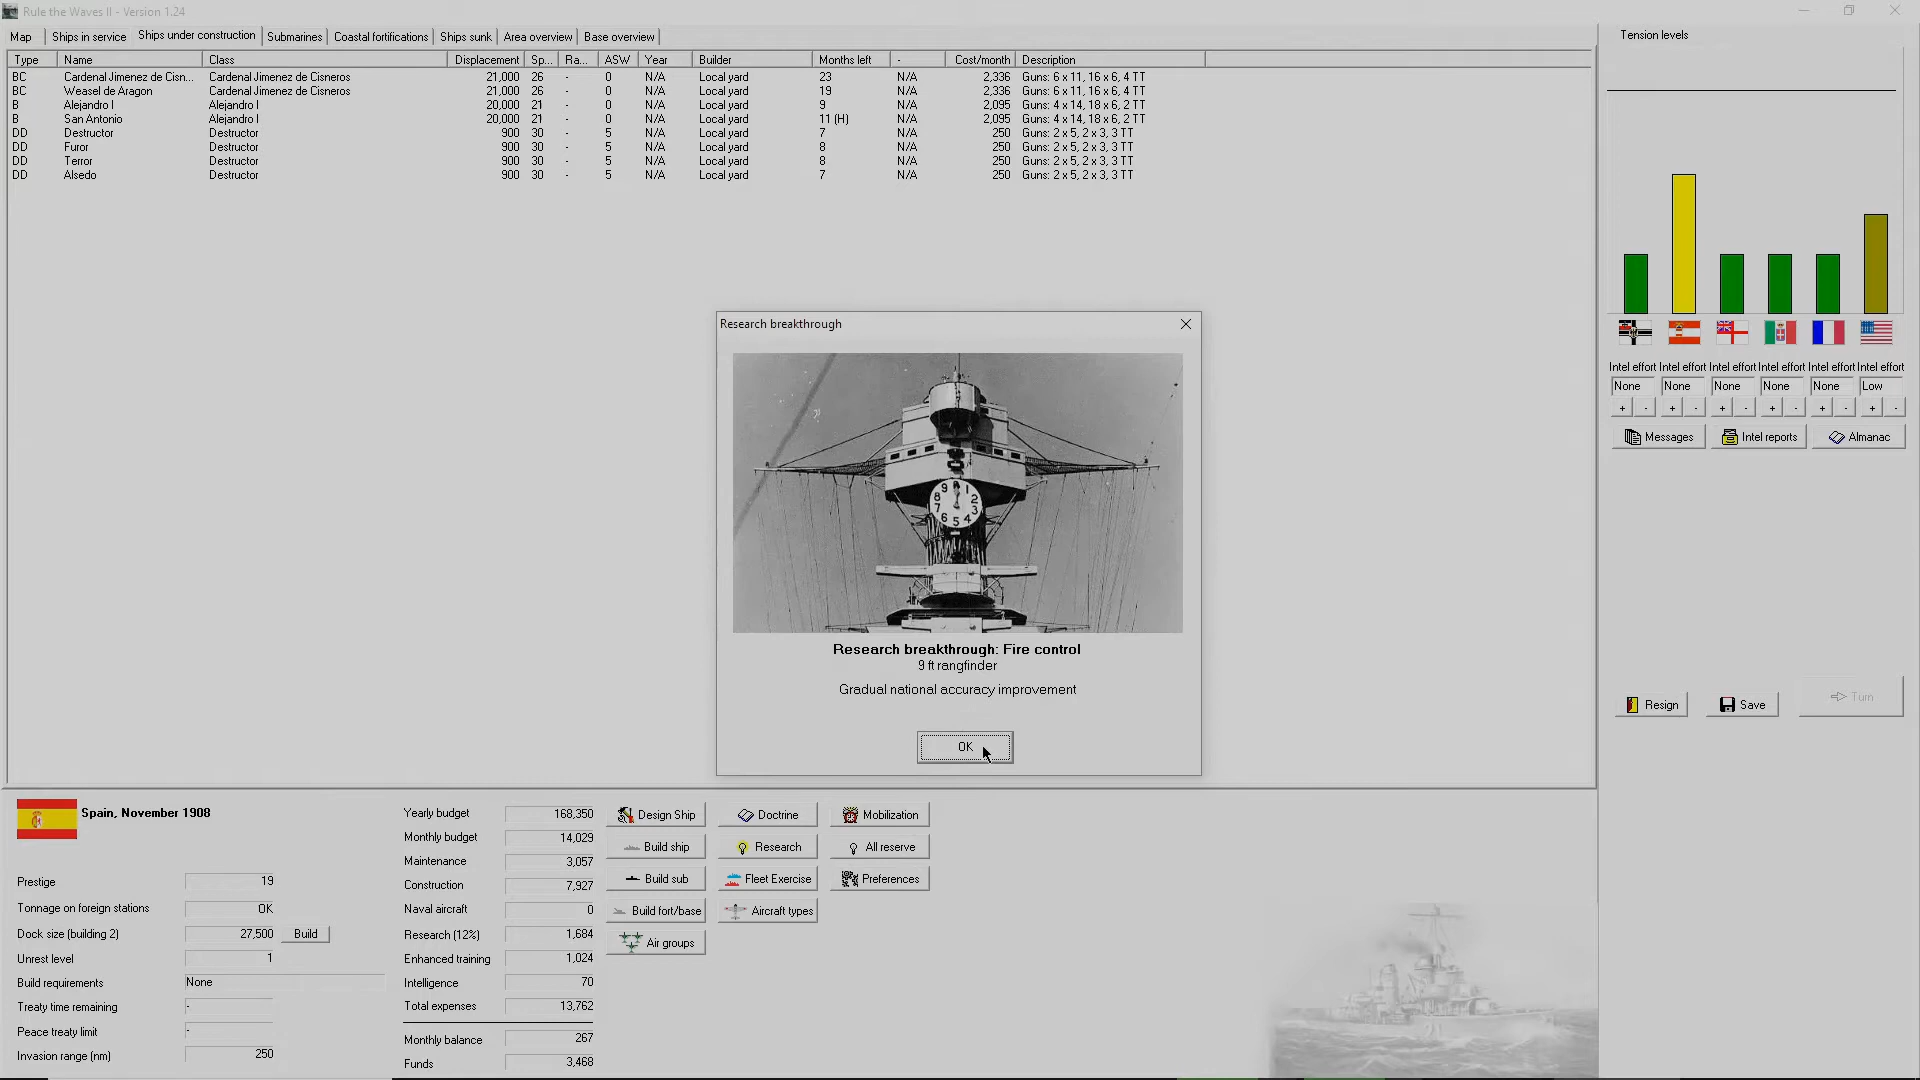 Rule the Waves II - Version 1.24
Map Ships in service Ships under construction Submarines Coastal fortifications Ships sunk Area overview Base overview
Type Name Class Displacement Sp... Ra... ASW Year Builder Months left - Cost/month Description
BC Cardenal Jimenez de Cisn... Cardenal Jimenez de Cisneros 21,000 26 - 0 N/A Local yard 23 N/A 2,336 Guns: 6 x 11, 16 x 6, 4 TT
BC Weasel de Aragon Cardenal Jimenez de Cisneros 21,000 26 - 0 N/A Local yard 19 N/A 2,336 Guns: 6 x 11, 16 x 6, 4 TT
B Alejandro I Alejandro I 20,000 21 - 0 N/A Local yard 9 N/A 2,095 Guns: 4 x 14, 18 x 6, 2 TT
B San Antonio Alejandro I 20,000 21 - 0 N/A Local yard 11 (H) N/A 2,095 Guns: 4 x 14, 18 x 6, 2 TT
DD Destructor Destructor 900 30 - 5 N/A Local yard 7 N/A 250 Guns: 2 x 5, 2 x 3, 3 TT
DD Furor Destructor 900 30 - 5 N/A Local yard 8 N/A 250 Guns: 2 x 5, 2 x 3, 3 TT
DD Terror Destructor 900 30 - 5 N/A Local yard 8 N/A 250 Guns: 2 x 5, 2 x 3, 3 TT
DD Alsedo Destructor 900 30 - 5 N/A Local yard 7 N/A 250 Guns: 2 x 5, 2 x 3, 3 TT
Research breakthrough
9 1
8 2
7 3
6 5 4
Research breakthrough: Fire control
9 ft rangfinder
Gradual national accuracy improvement
OK
Tension levels
Intel effort Intel effort Intel effort Intel effort Intel effort Intel effort
None None None None None Low
+ - + - + - + - + - + -
Messages Intel reports Almanac
Resign Save Turn
Spain, November 1908
Prestige 19
Tonnage on foreign stations OK
Dock size (building 2) 27,500 Build
Unrest level 1
Build requirements None
Treaty time remaining -
Peace treaty limit -
Invasion range (nm) 250
Yearly budget 168,350
Monthly budget 14,029
Maintenance 3,057
Construction 7,927
Naval aircraft 0
Research (12%) 1,684
Enhanced training 1,024
Intelligence 70
Total expenses 13,762
Monthly balance 267
Funds 3,468
Design Ship Doctrine Mobilization
Build ship Research All reserve
Build sub Fleet Exercise Preferences
Build fort/base Aircraft types
Air groups